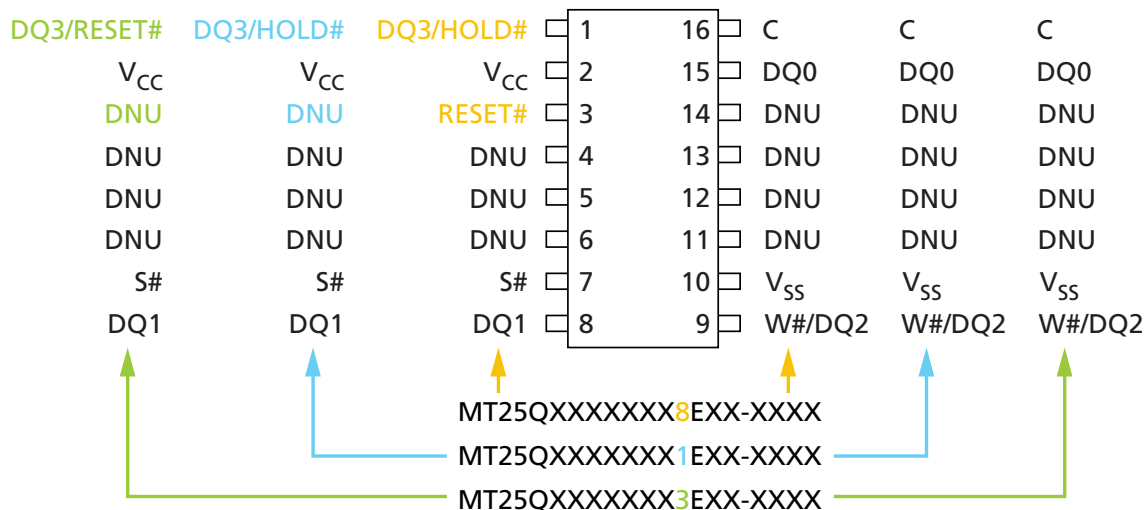 DQ3/RESET# DQ3/HOLD# DQ3/HOLD# 1 16 C C C
VCC VCC VCC 2 15 DQ0 DQ0 DQ0
DNU DNU RESET# 3 14 DNU DNU DNU
DNU DNU DNU 4 13 DNU DNU DNU
DNU DNU DNU 5 12 DNU DNU DNU
DNU DNU DNU 6 11 DNU DNU DNU
S# S# S# 7 10 VSS VSS VSS
DQ1 DQ1 DQ1 8 9 W#/DQ2 W#/DQ2 W#/DQ2
MT25QXXXXXXX8EXX-XXXX
MT25QXXXXXXX1EXX-XXXX
MT25QXXXXXXX3EXX-XXXX